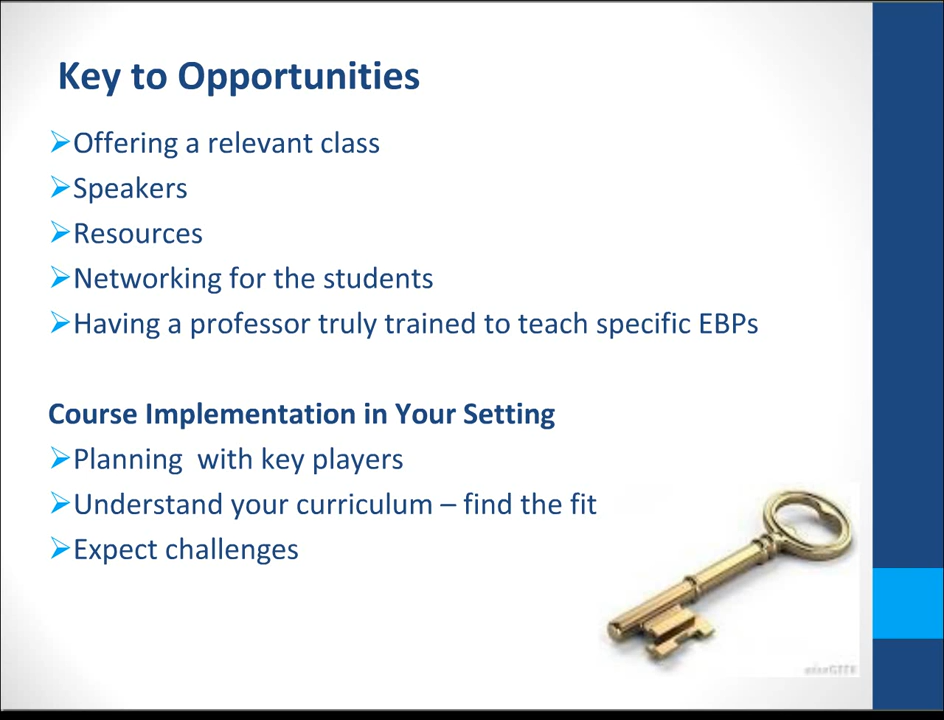 Key to Opportunities
➢Offering a relevant class
➢Speakers
➢Resources
➢Networking for the students
➢Having a professor truly trained to teach specific EBPs
Course Implementation in Your Setting
➢Planning  with key players
➢Understand your curriculum – find the fit
➢Expect challenges
wiseGEEK